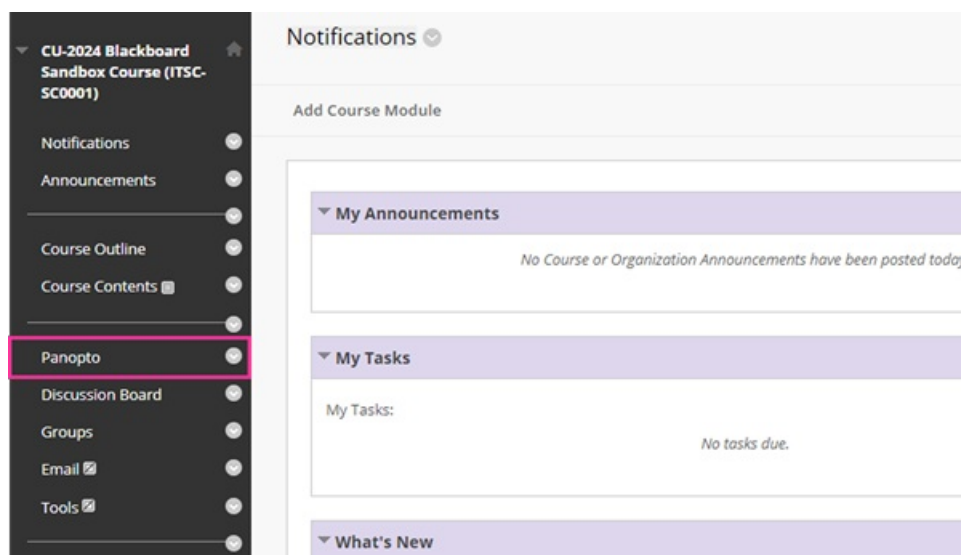 CU-2024 Blackboard
Sandbox Course (ITSC-
SC0001)
Notifications
Announcements
Course Outline
Course Contents
Panopto
Discussion Board
Groups
Email
Tools
Notifications
Add Course Module
My Announcements
No Course or Organization Announcements have been posted today
My Tasks
My Tasks:
No tasks due.
What's New